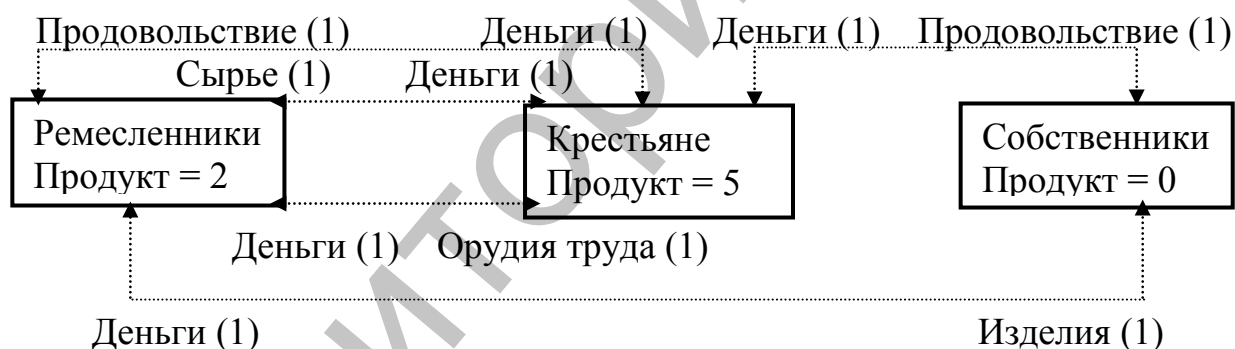 Продовольствие (1) Деньги (1) Деньги (1) Продовольствие (1)
Сырье (1) Деньги (1)
Ремесленники
Продукт = 2
Крестьяне
Продукт = 5
Собственники
Продукт = 0
Деньги (1) Орудия труда (1)
Деньги (1) Изделия (1)